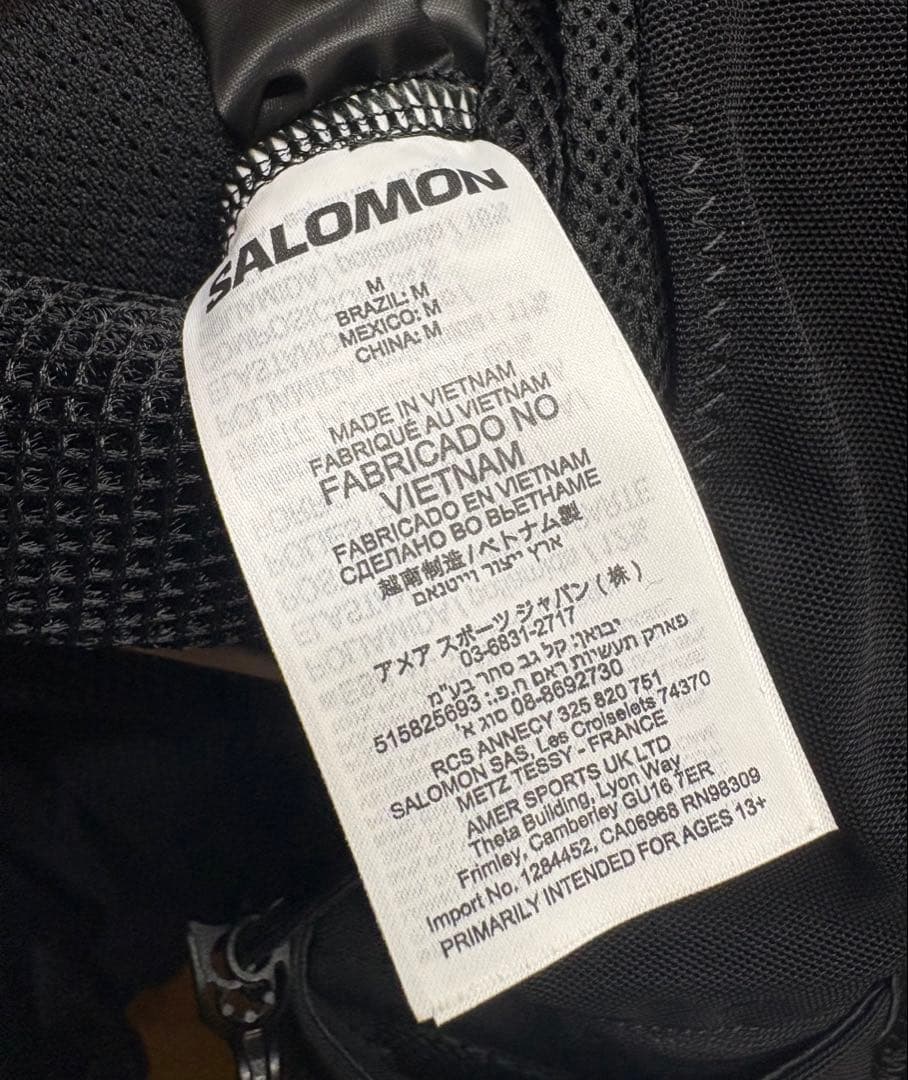 SALOMON
M
BRAZIL: M
MEXICO: M
CHINA: M
MADE IN VIETNAM
FABRIQUÉ AU VIETNAM
FABRICADO NO
VIETNAM
FABRICADO EN VIETNAM
СДЕЛАНО ВО ВЬЕТНАМЕ
越南制造/ベトナム製
ארץ ייצור וייטנאם
アメア スポーツ ジャパン (株)
03-6831-2717
יבואן: קל גב סחר בע"מ
פארק תעשיות ראם ח.פ.:
515825693 סוג א' 08-8692730
RCS ANNECY 325 820 751
SALOMON SAS, Les Croiselets 74370
METZ TESSY - FRANCE
AMER SPORTS UK LTD
Theta Building, Lyon Way
Frimley, Camberley GU16 7ER
Import No. 1284452, CA06968 RN98309
PRIMARILY INTENDED FOR AGES 13+